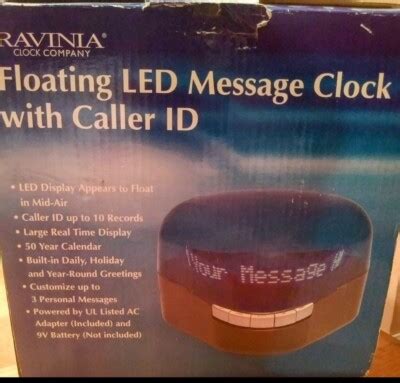 RAVINIA®
CLOCK COMPANY
Floating LED Message Clock
with Caller ID
• LED Display Appears to Float
in Mid-Air
• Caller ID up to 10 Records
• Large Real Time Display
• 50 Year Calendar
• Built-in Daily, Holiday
and Year-Round Greetings
• Customize up to
3 Personal Messages
• Powered by UL Listed AC
Adapter (Included) and
9V Battery (Not included)
Your Message